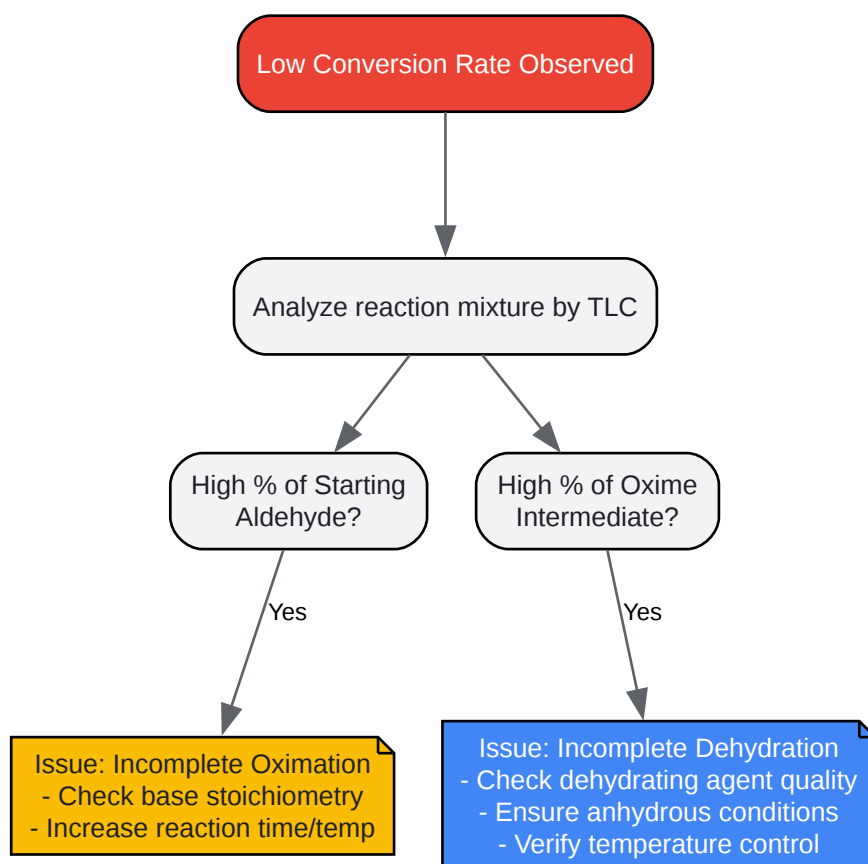 Low Conversion Rate Observed
Analyze reaction mixture by TLC
High % of Starting
Aldehyde?
High % of Oxime
Intermediate?
Yes
Yes
Issue: Incomplete Oximation
- Check base stoichiometry
- Increase reaction time/temp
Issue: Incomplete Dehydration
- Check dehydrating agent quality
- Ensure anhydrous conditions
- Verify temperature control